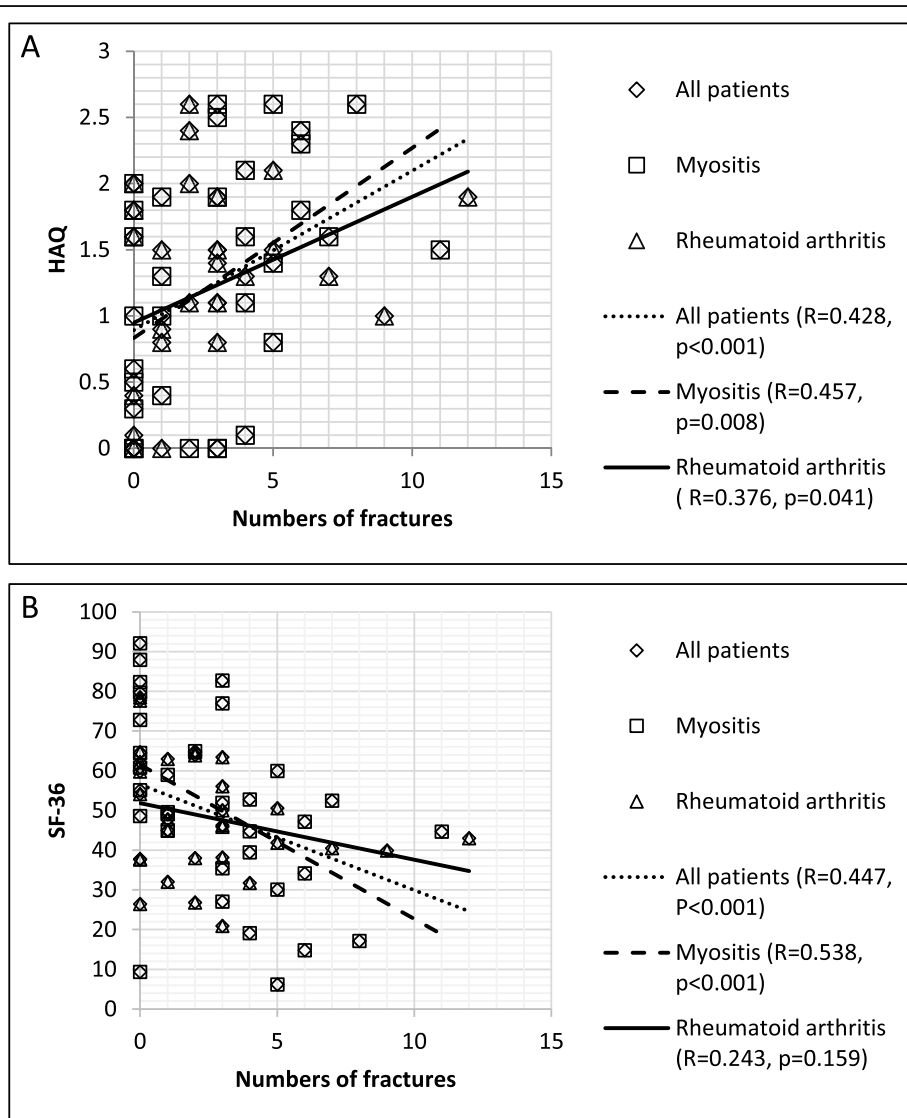 A
3
2.5
2
1.5
1
0.5
0
HAQ
0 5 10 15
Numbers of fractures
All patients
Myositis
Rheumatoid arthritis
All patients (R=0.428,
p<0.001)
Myositis (R=0.457,
p=0.008)
Rheumatoid arthritis
( R=0.376, p=0.041)
B
100
90
80
70
60
50
40
30
20
10
0
SF-36
0 5 10 15
Numbers of fractures
All patients
Myositis
Rheumatoid arthritis
All patients (R=0.447,
P<0.001)
Myositis (R=0.538,
p<0.001)
Rheumatoid arthritis
(R=0.243, p=0.159)